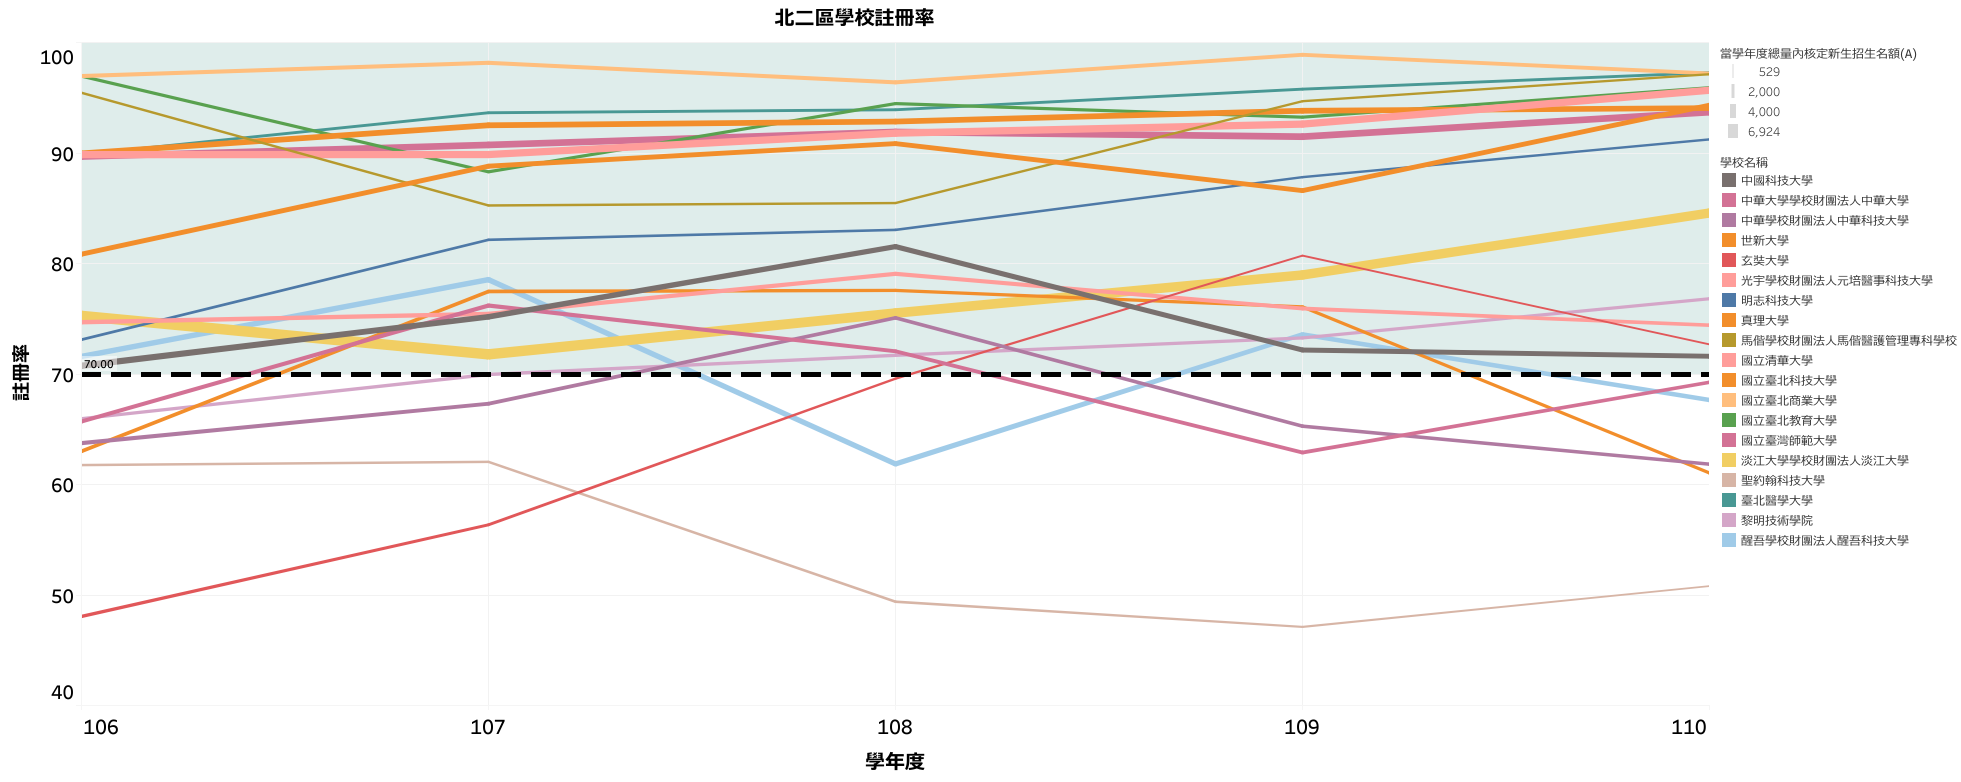 北二區學校註冊率
100
90
80
70
60
50
40
註冊率
70.00
106
107
108
109
110
學年度
當學年度總量內核定新生招生名額(A)
529
2,000
4,000
6,924
學校名稱
中國科技大學
中華大學學校財團法人中華大學
中華學校財團法人中華科技大學
世新大學
玄奘大學
光宇學校財團法人元培醫事科技大學
明志科技大學
真理大學
馬偕學校財團法人馬偕醫護管理專科學校
國立清華大學
國立臺北科技大學
國立臺北商業大學
國立臺北教育大學
國立臺灣師範大學
淡江大學學校財團法人淡江大學
聖約翰科技大學
臺北醫學大學
黎明技術學院
醒吾學校財團法人醒吾科技大學